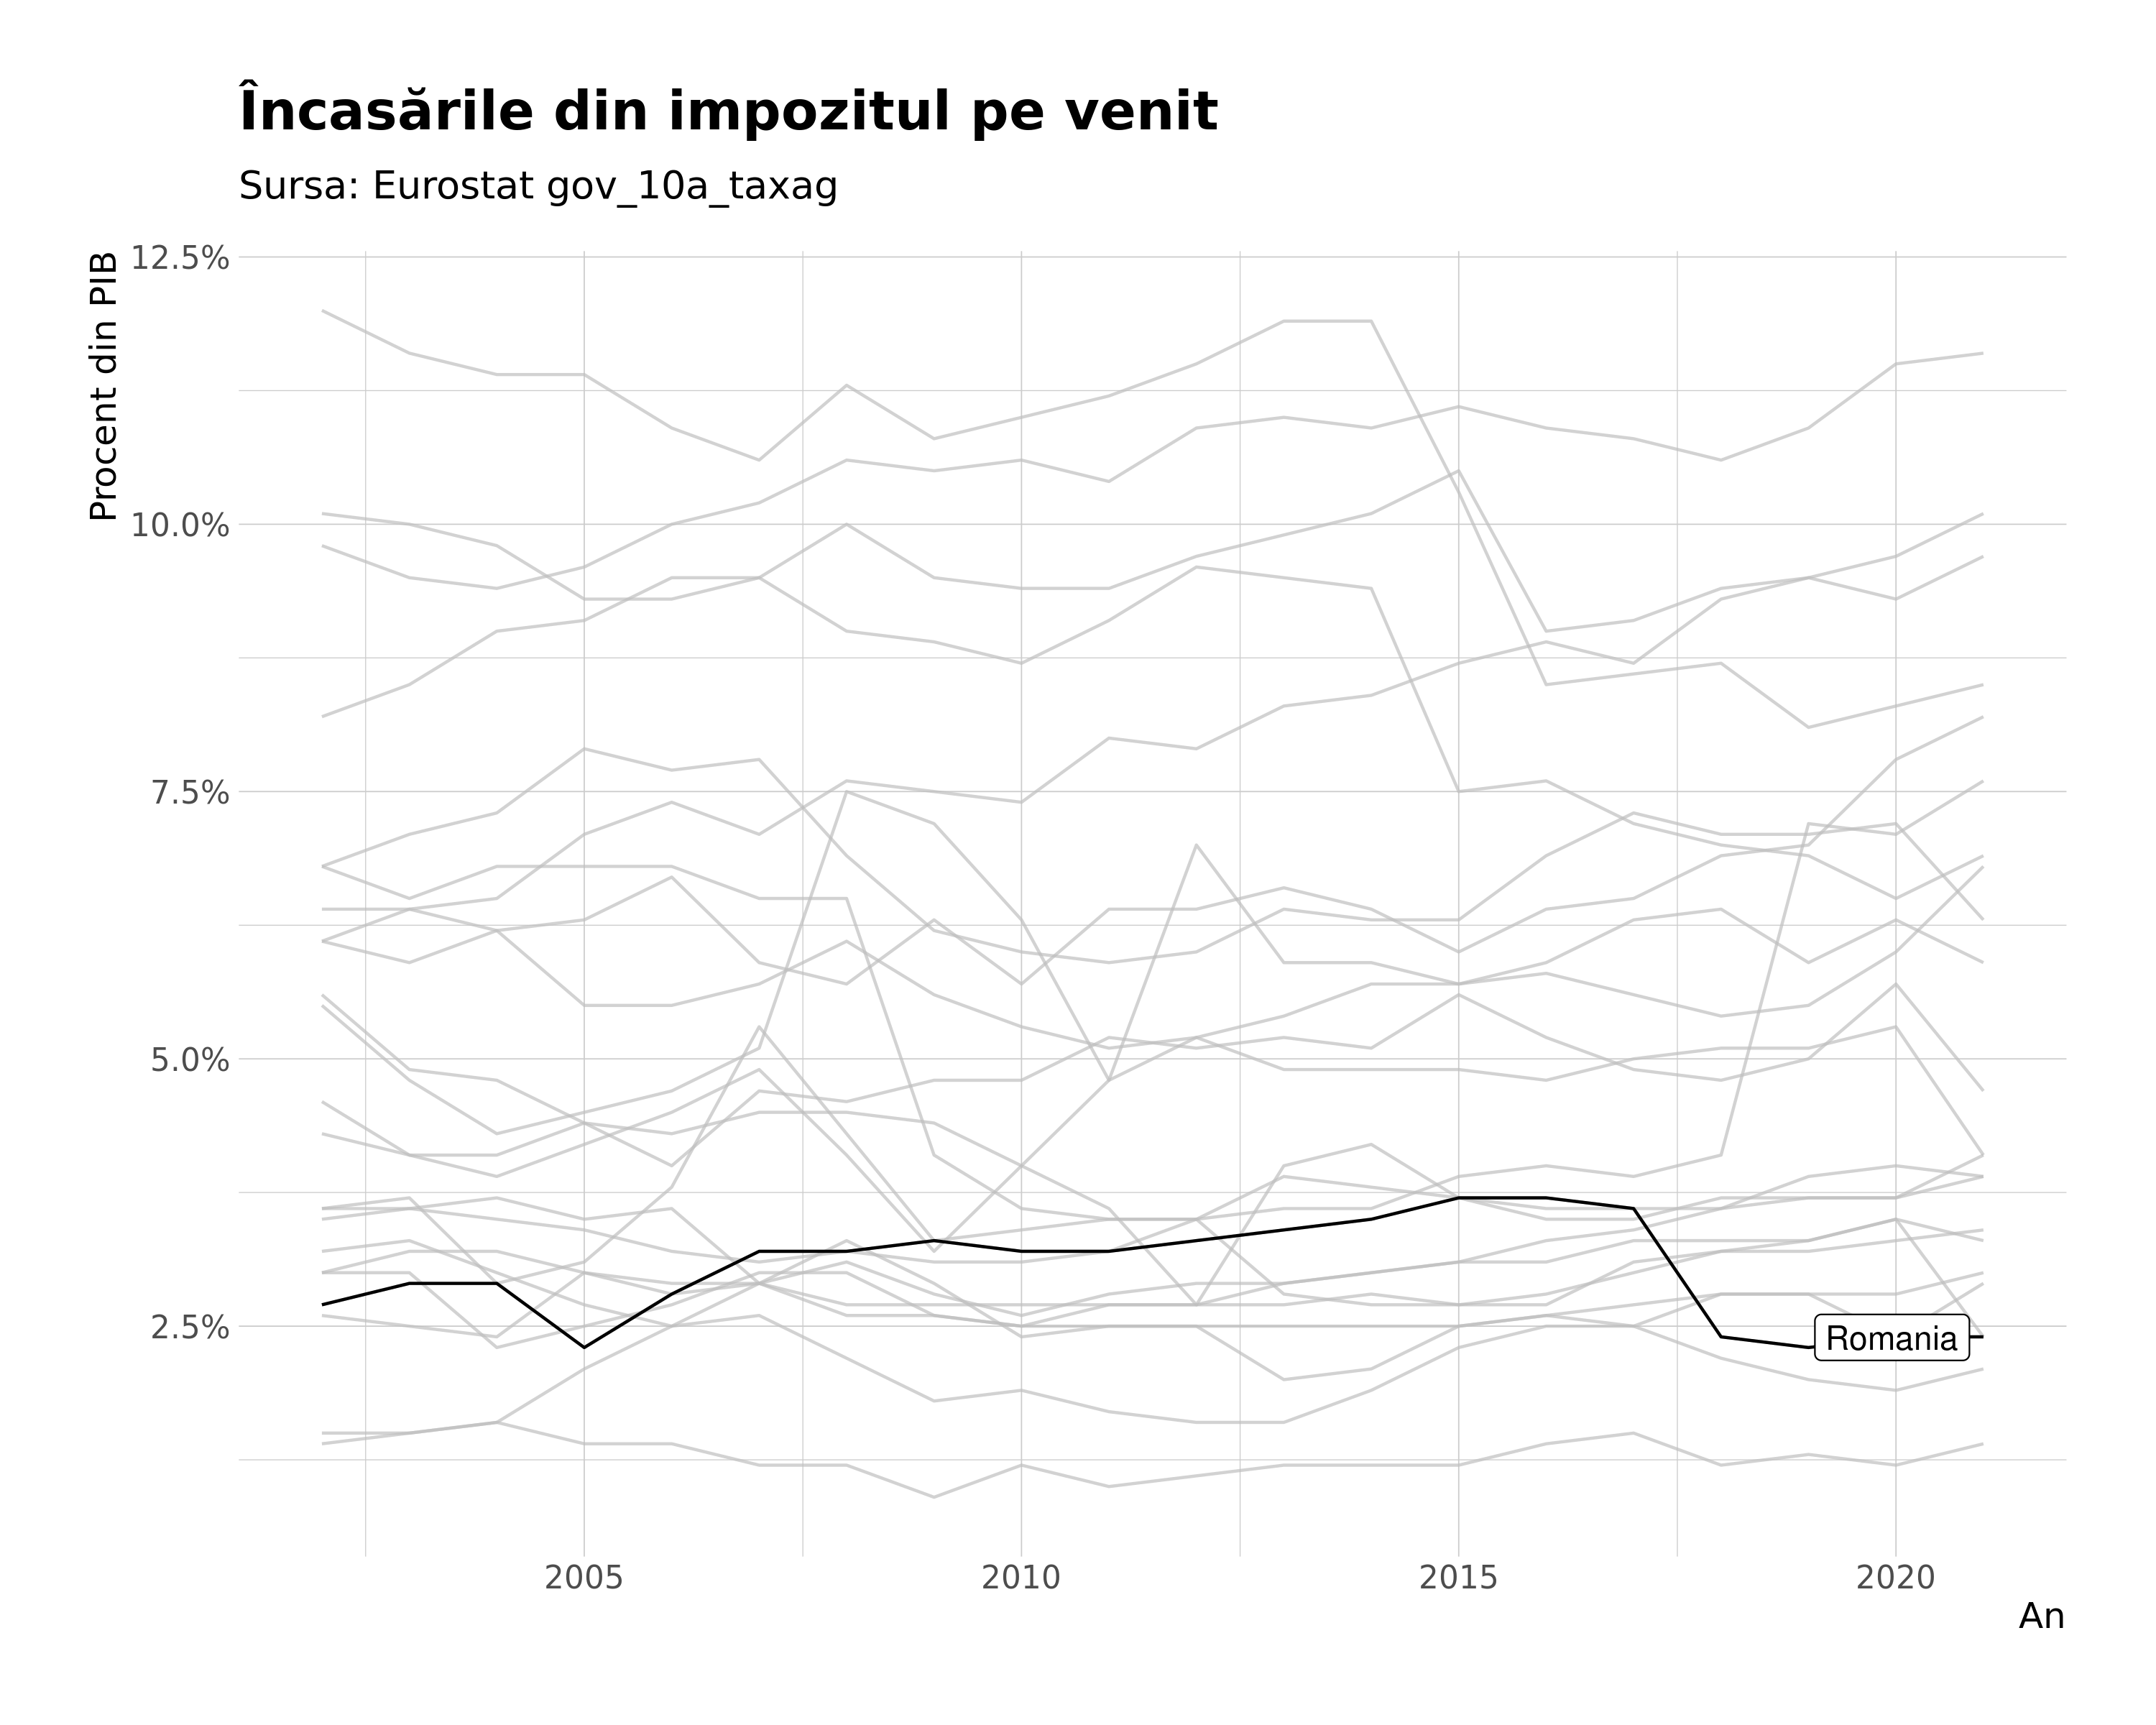 Încasările din impozitul pe venit
Sursa: Eurostat gov_10a_taxag
Procent din PIB
12.5%
10.0%
7.5%
5.0%
2.5%
Romania
2005
2010
2015
2020
An